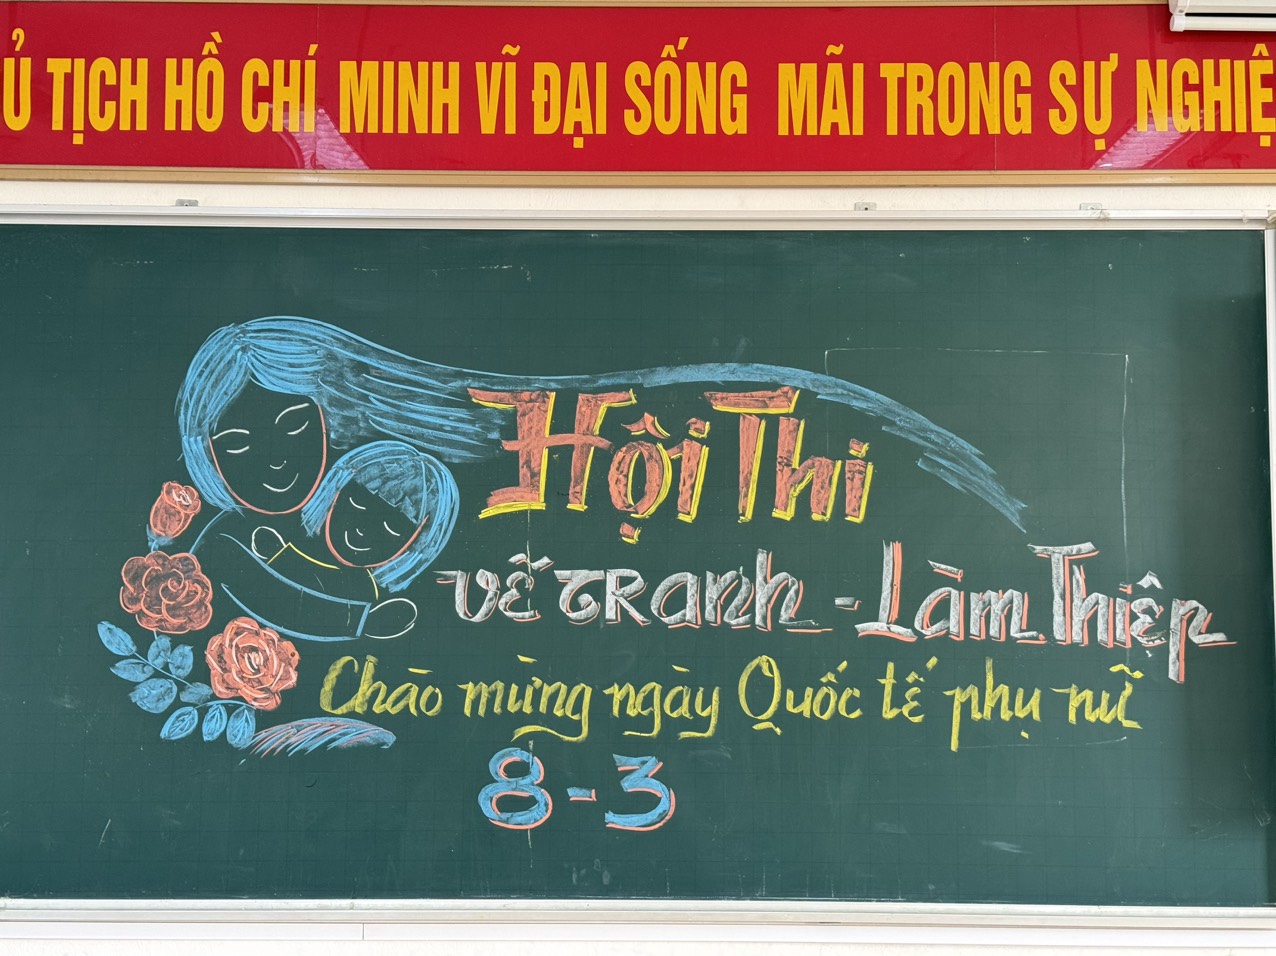 Ủ TỊCH HỒ CHÍ MINH VĨ ĐẠI SỐNG MÃI TRONG SỰ NGHIỆ
Hội Thi
Vẽ Tranh - Làm Thiệp
Chào mừng ngày Quốc tế phụ nữ
8-3